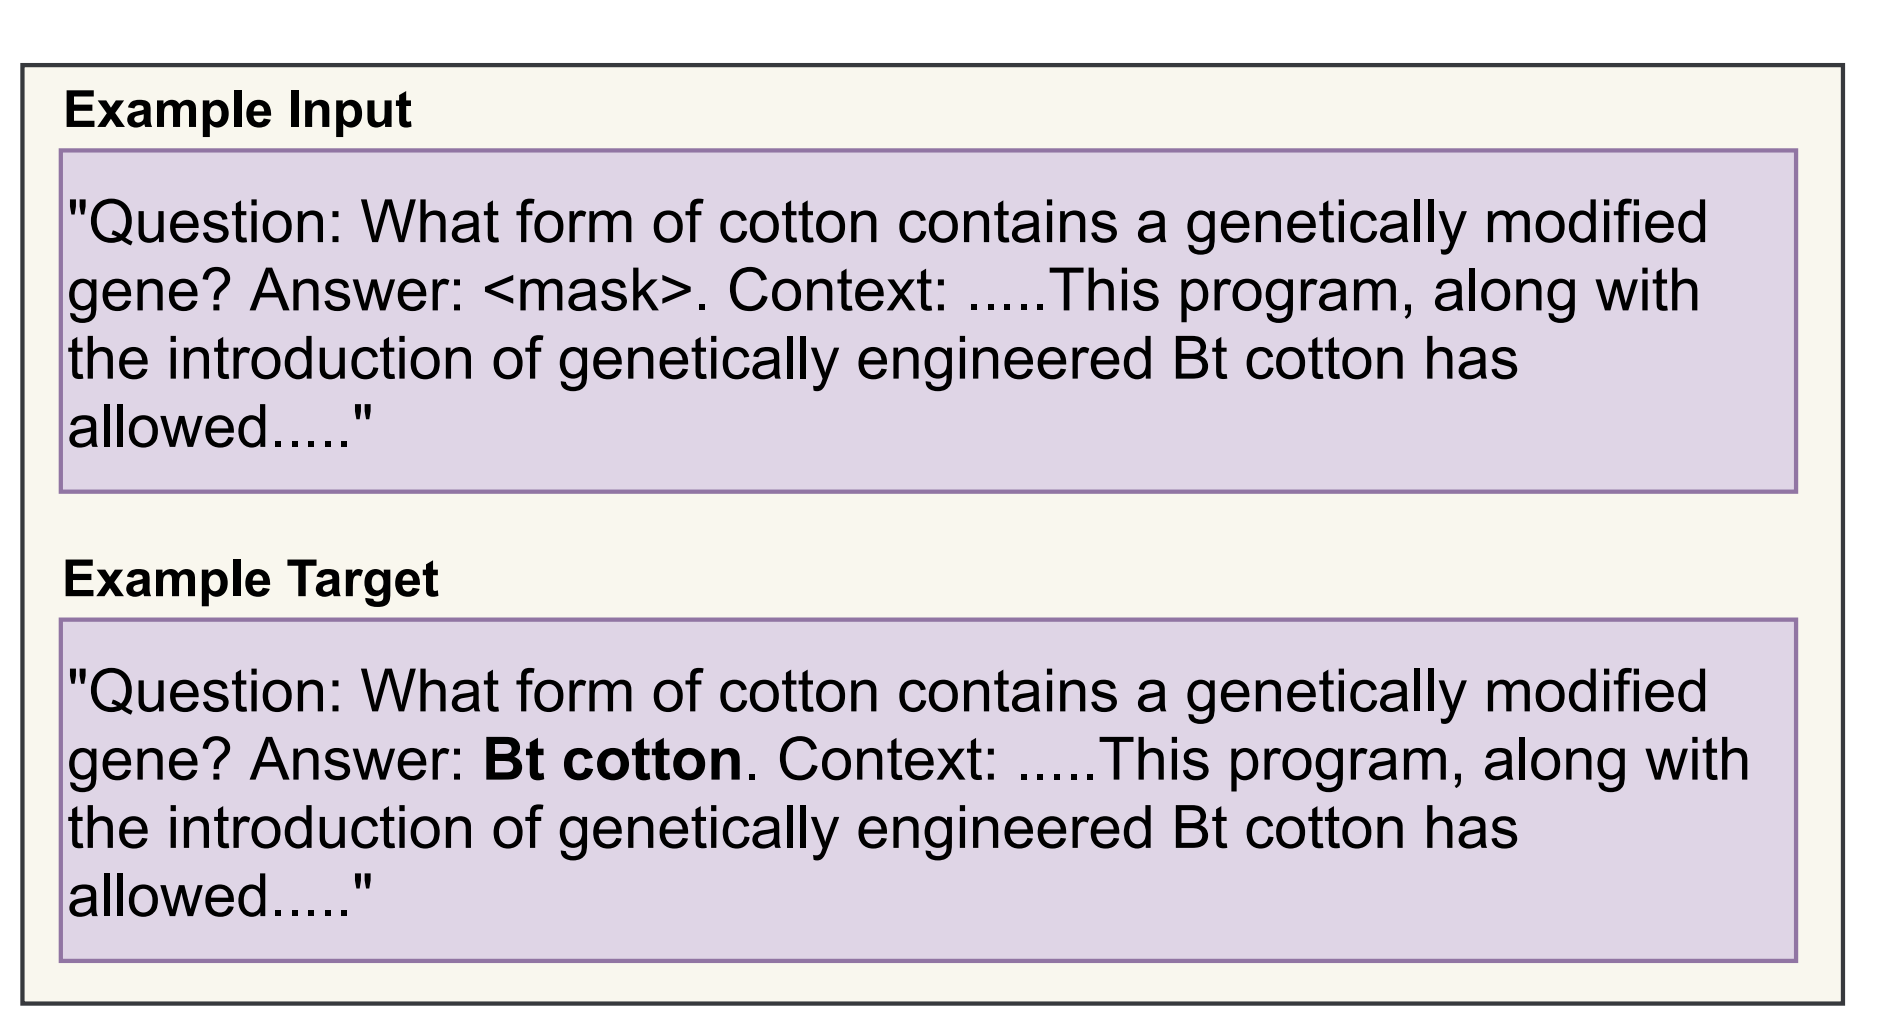 Example Input
"Question: What form of cotton contains a genetically modified
gene? Answer: <mask>. Context: .....This program, along with
the introduction of genetically engineered Bt cotton has
allowed....."
Example Target
"Question: What form of cotton contains a genetically modified
gene? Answer: Bt cotton. Context: .....This program, along with
the introduction of genetically engineered Bt cotton has
allowed....."